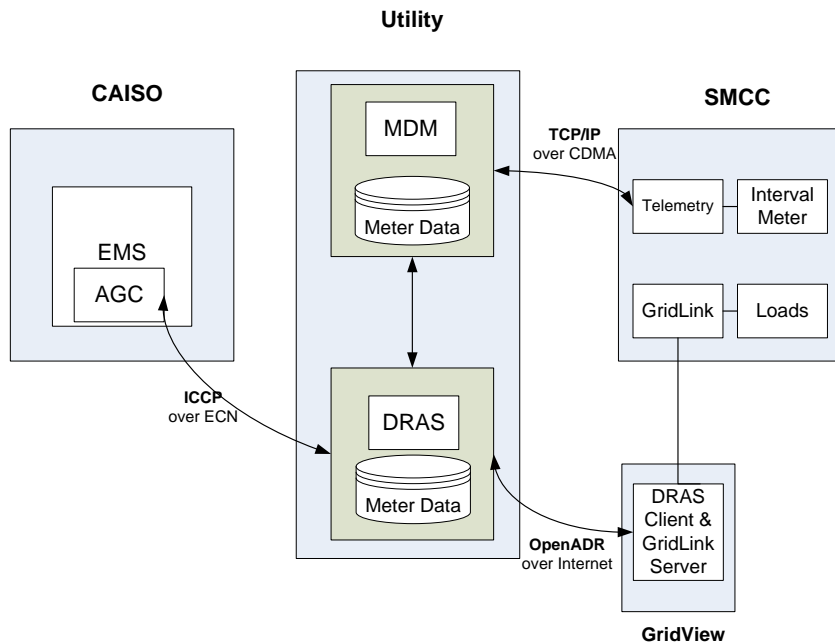 Utility
CAISO
SMCC
MDM
Meter Data
TCP/IP
over CDMA
Telemetry
Interval
Meter
EMS
AGC
GridLink
Loads
ICCP
over ECN
DRAS
Meter Data
OpenADR
over Internet
DRAS
Client &
GridLink
Server
GridView